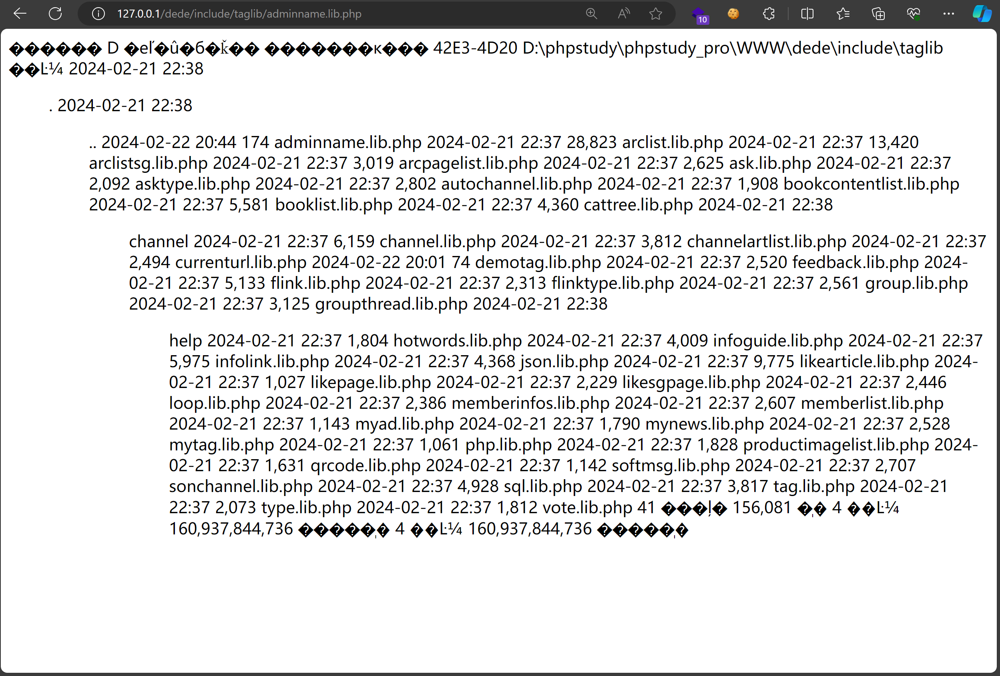 127.0.0.1/dede/include/taglib/adminname.lib.php
10
������ D �eľ�û�б�ǩ�� �������к��� 42E3-4D20 D:\phpstudy\phpstudy_pro\WWW\dede\include\taglib
��Ŀ¼ 2024-02-21 22:38
. 2024-02-21 22:38
.. 2024-02-22 20:44 174 adminname.lib.php 2024-02-21 22:37 28,823 arclist.lib.php 2024-02-21 22:37 13,420
arclistsg.lib.php 2024-02-21 22:37 3,019 arcpagelist.lib.php 2024-02-21 22:37 2,625 ask.lib.php 2024-02-21 22:37
2,092 asktype.lib.php 2024-02-21 22:37 2,802 autochannel.lib.php 2024-02-21 22:37 1,908 bookcontentlist.lib.php
2024-02-21 22:37 5,581 booklist.lib.php 2024-02-21 22:37 4,360 cattree.lib.php 2024-02-21 22:38
channel 2024-02-21 22:37 6,159 channel.lib.php 2024-02-21 22:37 3,812 channelartlist.lib.php 2024-02-21 22:37
2,494 currenturl.lib.php 2024-02-22 20:01 74 demotag.lib.php 2024-02-21 22:37 2,520 feedback.lib.php 2024-
02-21 22:37 5,133 flink.lib.php 2024-02-21 22:37 2,313 flinktype.lib.php 2024-02-21 22:37 2,561 group.lib.php
2024-02-21 22:37 3,125 groupthread.lib.php 2024-02-21 22:38
help 2024-02-21 22:37 1,804 hotwords.lib.php 2024-02-21 22:37 4,009 infoguide.lib.php 2024-02-21 22:37
5,975 infolink.lib.php 2024-02-21 22:37 4,368 json.lib.php 2024-02-21 22:37 9,775 likearticle.lib.php 2024-
02-21 22:37 1,027 likepage.lib.php 2024-02-21 22:37 2,229 likesgpage.lib.php 2024-02-21 22:37 2,446
loop.lib.php 2024-02-21 22:37 2,386 memberinfos.lib.php 2024-02-21 22:37 2,607 memberlist.lib.php
2024-02-21 22:37 1,143 myad.lib.php 2024-02-21 22:37 1,790 mynews.lib.php 2024-02-21 22:37 2,528
mytag.lib.php 2024-02-21 22:37 1,061 php.lib.php 2024-02-21 22:37 1,828 productimagelist.lib.php 2024-
02-21 22:37 1,631 qrcode.lib.php 2024-02-21 22:37 1,142 softmsg.lib.php 2024-02-21 22:37 2,707
sonchannel.lib.php 2024-02-21 22:37 4,928 sql.lib.php 2024-02-21 22:37 3,817 tag.lib.php 2024-02-21
22:37 2,073 type.lib.php 2024-02-21 22:37 1,812 vote.lib.php 41 ���ļ� 156,081 �ֽ� 4 ��Ŀ¼
160,937,844,736 �����ֽ� 4 ��Ŀ¼ 160,937,844,736 �����ֽ�